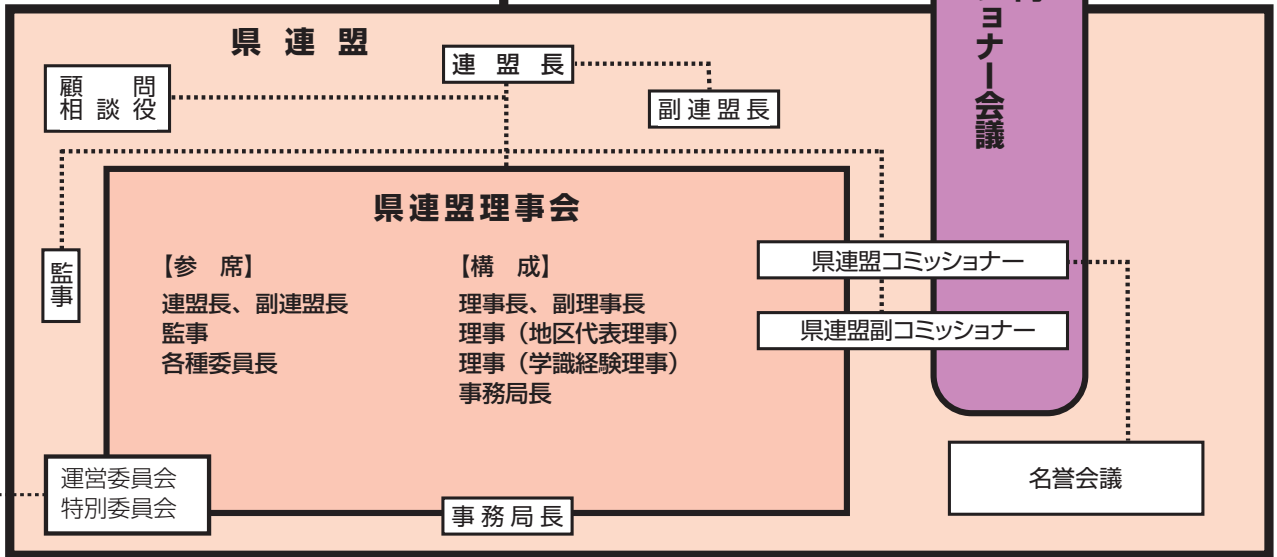 県連盟
連盟長
顧問
相談役
副連盟長
ョナー会議
県連盟理事会
監事
【参席】
連盟長、副連盟長
監事
各種委員長
【構成】
理事長、副理事長
理事（地区代表理事）
理事（学識経験理事）
事務局長
県連盟コミッショナー
県連盟副コミッショナー
運営委員会
特別委員会
事務局長
名誉会議